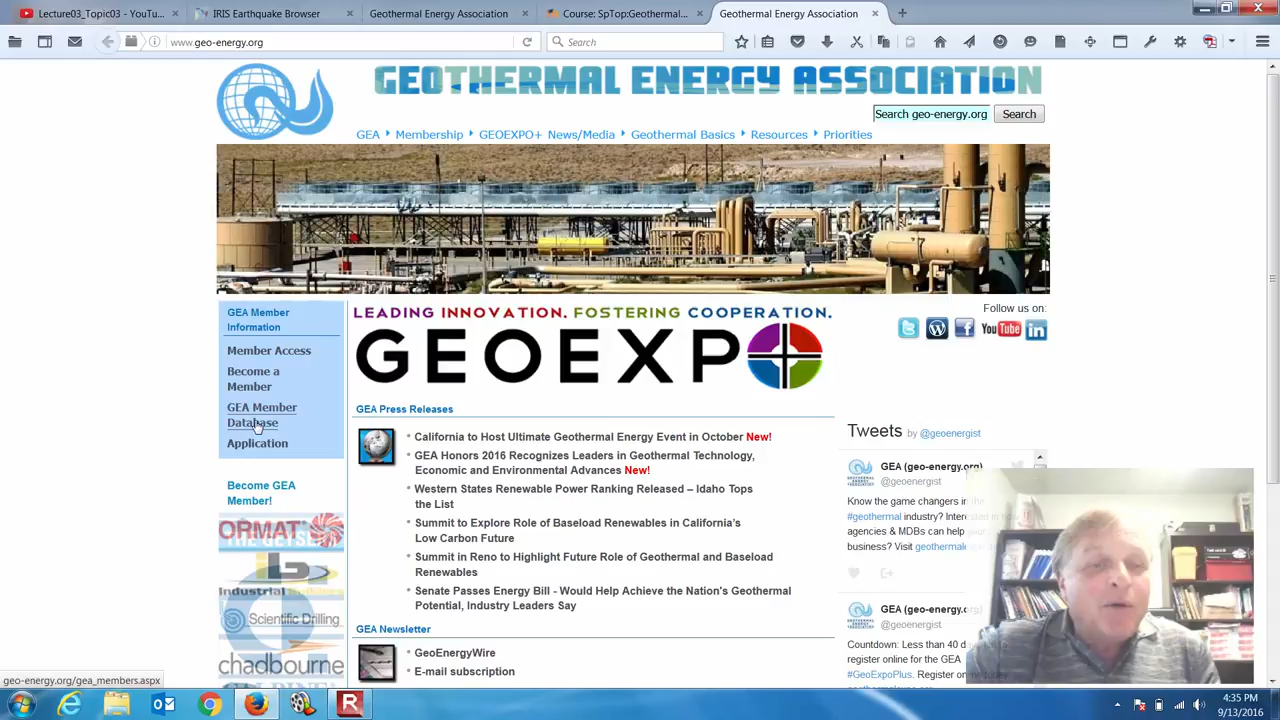 Lecture03_Topic03 - YouTu...
IRIS Earthquake Browser
Geothermal Energy Association
Course: SpTop:Geothermal...
Geothermal Energy Association
www.geo-energy.org
Search
GEOTHERMAL ENERGY ASSOCIATION
Search geo-energy.org
Search
GEA
Membership
GEOEXPO+
News/Media
Geothermal Basics
Resources
Priorities
GEA Member
Information
Member Access
Become a
Member
GEA Member
Database
Application
Become GEA
Member!
ORMAT
Industrial
Scientific Drilling
chadbourne
LEADING INNOVATION. FOSTERING COOPERATION.
GEOEXPO
GEA Press Releases
California to Host Ultimate Geothermal Energy Event in October New!
GEA Honors 2016 Recognizes Leaders in Geothermal Technology,
Economic and Environmental Advances New!
Western States Renewable Power Ranking Released – Idaho Tops
the List
Summit to Explore Role of Baseload Renewables in California's
Low Carbon Future
Summit in Reno to Highlight Future Role of Geothermal and Baseload
Renewables
Senate Passes Energy Bill - Would Help Achieve the Nation's Geothermal
Potential, Industry Leaders Say
GEA Newsletter
GeoEnergyWire
E-mail subscription
Follow us on:
You Tube
Tweets by @geoenergist
GEA (geo-energy.org)
@geoenergist
Know the game changers in
#geothermal industry?
agencies & MDBs can help
business? Visit
GEA (geo-energy.org)
@geoenergist
Countdown: Less than 40
register online for the GEA
#GeoExpoPlus. Register
geo-energy.org/gea_members.aspx
4:35 PM
9/13/2016